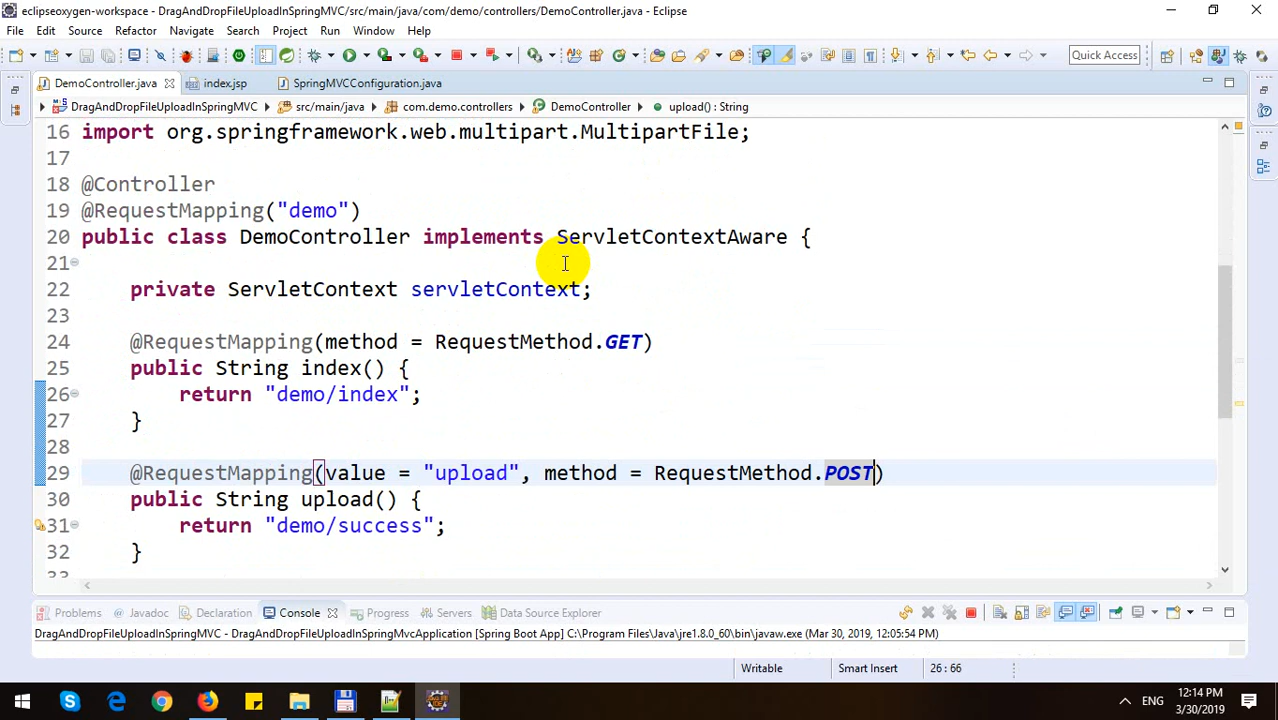 eclipseoxygen-workspace - DragAndDropFileUploadInSpringMVC/src/main/java/com/demo/controllers/DemoController.java - Eclipse
File Edit Source Refactor Navigate Search Project Run Window Help
Quick Access
DemoController.java index.jsp SpringMVCConfiguration.java
DragAndDropFileUploadInSpringMVC src/main/java com.demo.controllers DemoController upload() : String
16 import org.springframework.web.multipart.MultipartFile;
17
18 @Controller
19 @RequestMapping("demo")
20 public class DemoController implements ServletContextAware {
21
22 private ServletContext servletContext;
23
24 @RequestMapping(method = RequestMethod.GET)
25 public String index() {
26 return "demo/index";
27 }
28
29 @RequestMapping(value = "upload", method = RequestMethod.POST)
30 public String upload() {
31 return "demo/success";
32 }
33
Problems Javadoc Declaration Console Progress Servers Data Source Explorer
DragAndDropFileUploadInSpringMVC - DragAndDropFileUploadInSpringMvcApplication [Spring Boot App] C:\Program Files\Java\jre1.8.0_60\bin\javaw.exe (Mar 30, 2019, 12:05:54 PM)
Writable Smart Insert 26 : 66
ENG
12:14 PM
3/30/2019